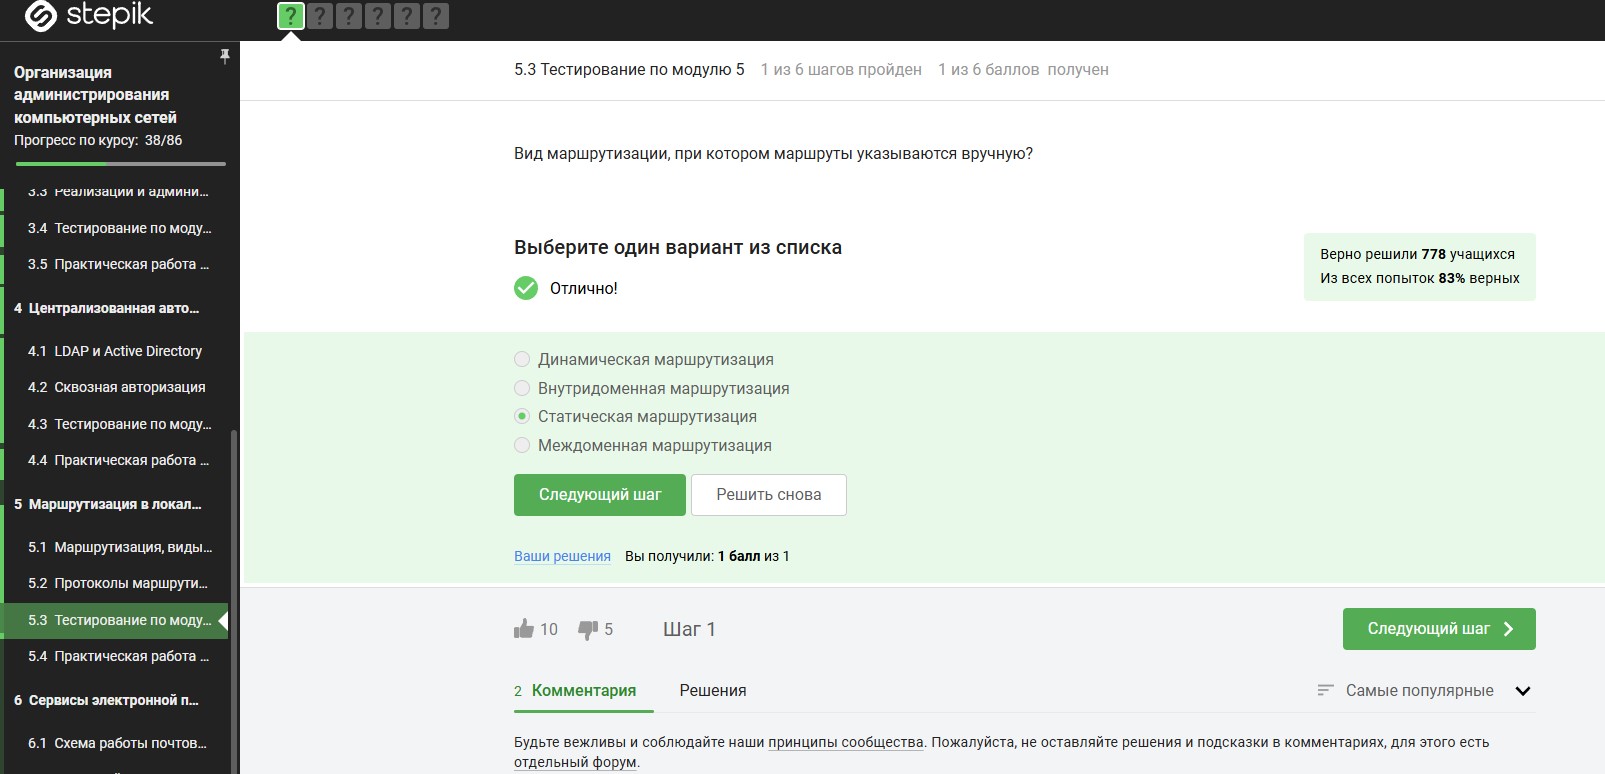 stepik
? ? ? ? ? ?
Организация
администрирования
компьютерных сетей
Прогресс по курсу: 38/86
3.3 Реализации и админи...
3.4 Тестирование по моду...
3.5 Практическая работа ...
4 Централизованная авто...
4.1 LDAP и Active Directory
4.2 Сквозная авторизация
4.3 Тестирование по моду...
4.4 Практическая работа ...
5 Маршрутизация в локал...
5.1 Маршрутизация, виды...
5.2 Протоколы маршрути...
5.3 Тестирование по моду...
5.4 Практическая работа ...
6 Сервисы электронной п...
6.1 Схема работы почтов...
5.3 Тестирование по модулю 5 1 из 6 шагов пройден 1 из 6 баллов получен
Вид маршрутизации, при котором маршруты указываются вручную?
Выберите один вариант из списка
Отлично!
Верно решили 778 учащихся
Из всех попыток 83% верных
Динамическая маршрутизация
Внутридоменная маршрутизация
Статическая маршрутизация
Междоменная маршрутизация
Следующий шаг Решить снова
Ваши решения Вы получили: 1 балл из 1
10 5 Шаг 1 Следующий шаг
2 Комментария Решения Самые популярные
Будьте вежливы и соблюдайте наши принципы сообщества. Пожалуйста, не оставляйте решения и подсказки в комментариях, для этого есть
отдельный форум.